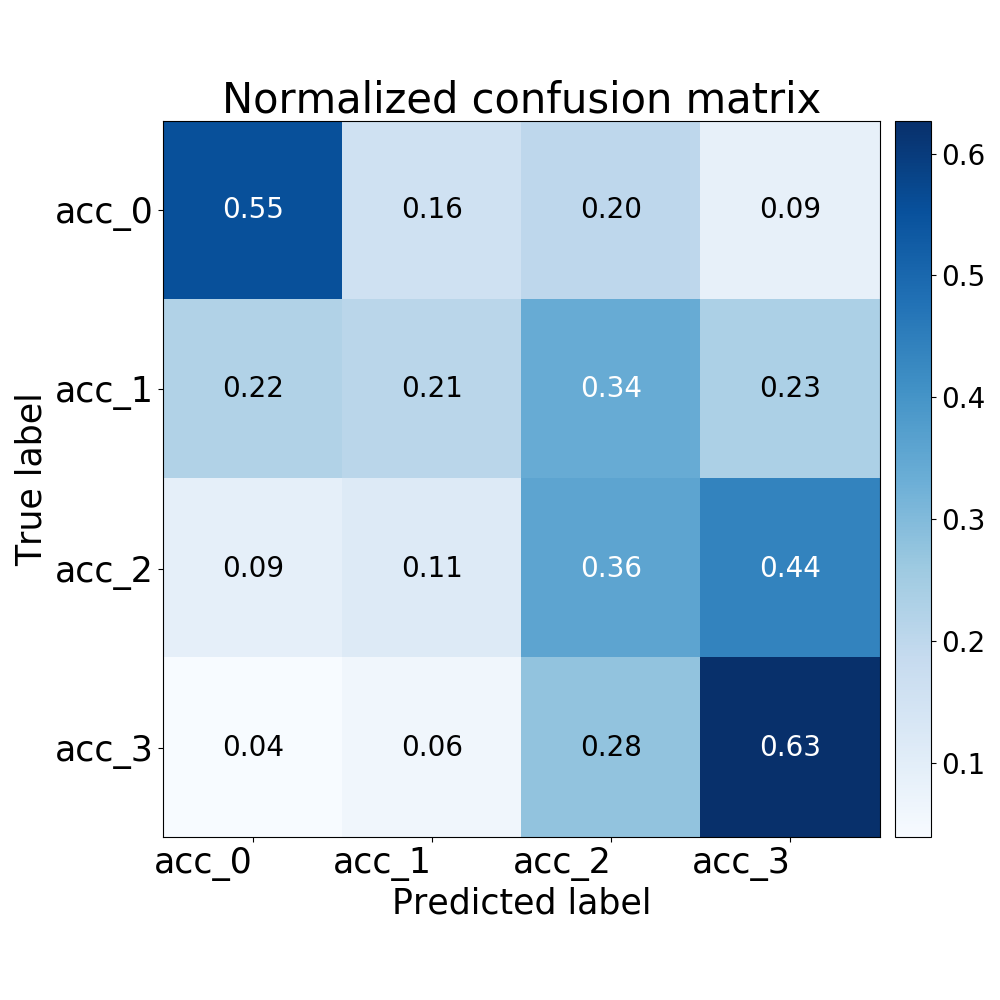 Normalized confusion matrix
acc_0 0.55 0.16 0.20 0.09
acc_1 0.22 0.21 0.34 0.23
acc_2 0.09 0.11 0.36 0.44
acc_3 0.04 0.06 0.28 0.63
acc_0 acc_1 acc_2 acc_3
Predicted label
True label
0.6
0.5
0.4
0.3
0.2
0.1